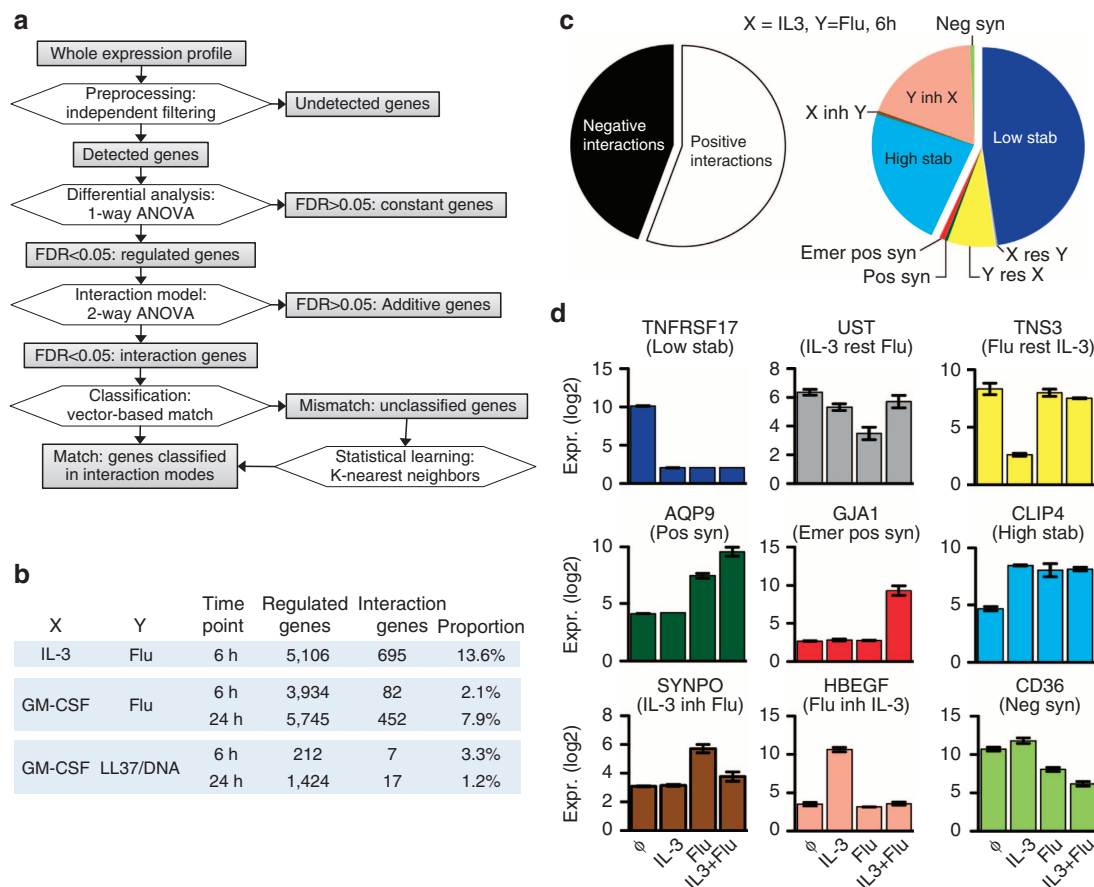 a
Whole expression profile
Preprocessing:
independent filtering
Undetected genes
Detected genes
Differential analysis:
1-way ANOVA
FDR>0.05: constant genes
FDR<0.05: regulated genes
Interaction model:
2-way ANOVA
FDR>0.05: Additive genes
FDR<0.05: interaction genes
Classification:
vector-based match
Mismatch: unclassified genes
Match: genes classified
in interaction modes
Statistical learning:
K-nearest neighbors
b
X Y Time point Regulated genes Interaction genes Proportion
IL-3 Flu 6 h 5,106 695 13.6%
GM-CSF Flu 6 h 3,934 82 2.1%
24 h 5,745 452 7.9%
GM-CSF LL37/DNA 6 h 212 7 3.3%
24 h 1,424 17 1.2%
c
X = IL3, Y=Flu, 6h
Negative
interactions
Positive
interactions
Neg syn
Y inh X
X inh Y
High stab
Low stab
Emer pos syn
Pos syn
Y res X
X res Y
d
TNFRSF17
(Low stab)
Expr. (log2)
15
10
5
0
UST
(IL-3 rest Flu)
8
6
4
2
0
TNS3
(Flu rest IL-3)
10
5
0
AQP9
(Pos syn)
Expr. (log2)
10
5
0
GJA1
(Emer pos syn)
15
10
5
0
CLIP4
(High stab)
10
5
0
SYNPO
(IL-3 inh Flu)
Expr. (log2)
8
6
4
2
0
HBEGF
(Flu inh IL-3)
15
10
5
0
CD36
(Neg syn)
15
10
5
0
ϕ IL-3 Flu IL3+Flu
ϕ IL-3 Flu IL3+Flu
ϕ IL-3 Flu IL3+Flu